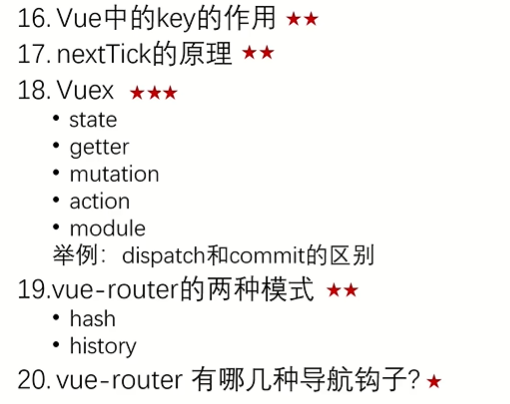 16. Vue中的key的作用 ★★
17. nextTick的原理 ★★
18. Vuex ★★★
• state
• getter
• mutation
• action
• module
举例：dispatch和commit的区别
19.vue-router的两种模式 ★★
• hash
• history
20. vue-router 有哪几种导航钩子? ★